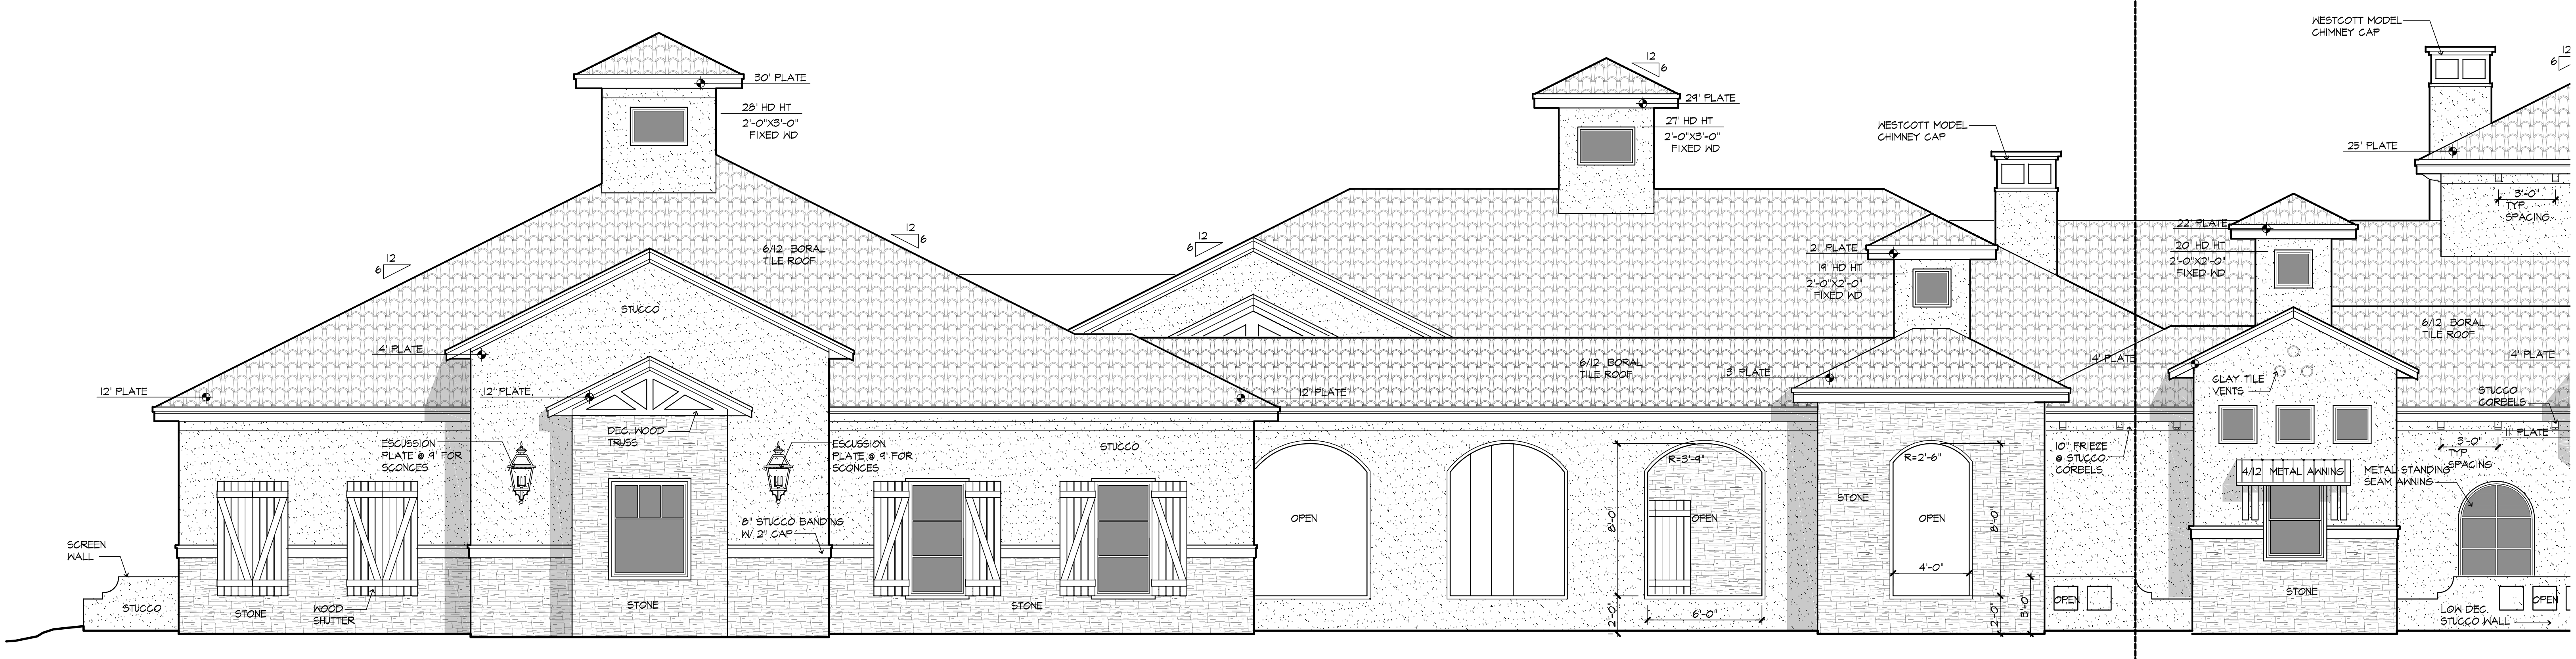 30' PLATE
28' HD HT
2'-0"X3'-0"
FIXED WD
12
6
12
6
6/12 BORAL
TILE ROOF
STUCCO
14' PLATE
12' PLATE
12' PLATE
ESCUSSION
PLATE @ 9' FOR
SCONCES
DEC. WOOD
TRUSS
ESCUSSION
PLATE @ 9' FOR
SCONCES
STUCCO
8" STUCCO BANDING
W/ 2" CAP
SCREEN
WALL
STUCCO
STONE
WOOD
SHUTTER
STONE
STONE
12' PLATE
12
6
12
6
29' PLATE
27' HD HT
2'-0"X3'-0"
FIXED WD
WESTCOTT MODEL
CHIMNEY CAP
21' PLATE
19' HD HT
2'-0"X2'-0"
FIXED WD
6/12 BORAL
TILE ROOF
13' PLATE
OPEN
R=3'-9"
OPEN
8'-0"
2'-0"
6'-0"
STONE
R=2'-6"
OPEN
4'-0"
8'-0"
2'-0"
3'-0"
10" FRIEZE
@ STUCCO
CORBELS
OPEN
WESTCOTT MODEL
CHIMNEY CAP
12
6
25' PLATE
3'-0"
TYP.
SPACING
22' PLATE
20' HD HT
2'-0"X2'-0"
FIXED WD
14' PLATE
CLAY TILE
VENTS
4/12 METAL AWNING
6/12 BORAL
TILE ROOF
14' PLATE
STUCCO
CORBELS
11' PLATE
3'-0"
TYP.
SPACING
METAL STANDING
SEAM AWNING
STONE
OPEN
LOW DEC.
STUCCO WALL